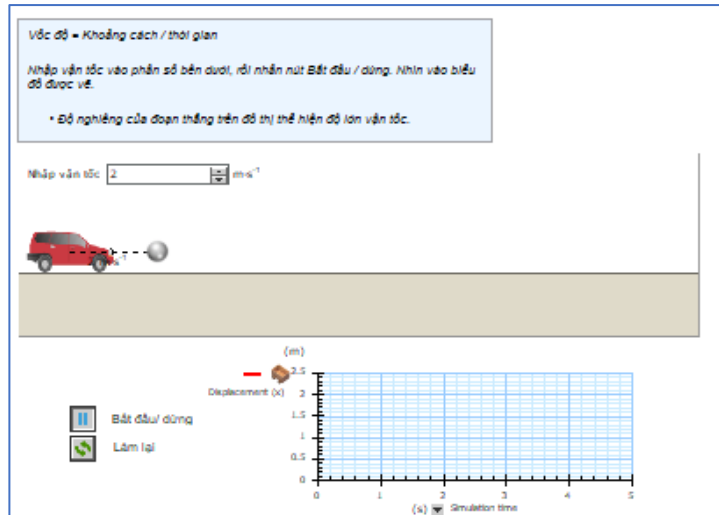 Vốc độ = Khoảng cách / thời gian
Nhập vận tốc vào phân số bên dưới, rồi nhấn nút Bắt đầu / dừng. Nhìn vào biểu
đồ được vẽ.
• Độ nghiêng của đoạn thẳng trên đồ thị thể hiện độ lớn vận tốc.
Nhập vân tốc 2 m·s⁻¹
s⁻¹
(m)
Displacement (x)
2.5
2
1.5
1
0.5
0
0 1 2 3 4 5
(s) Simulation time
Bắt đầu/ dừng
Làm lại